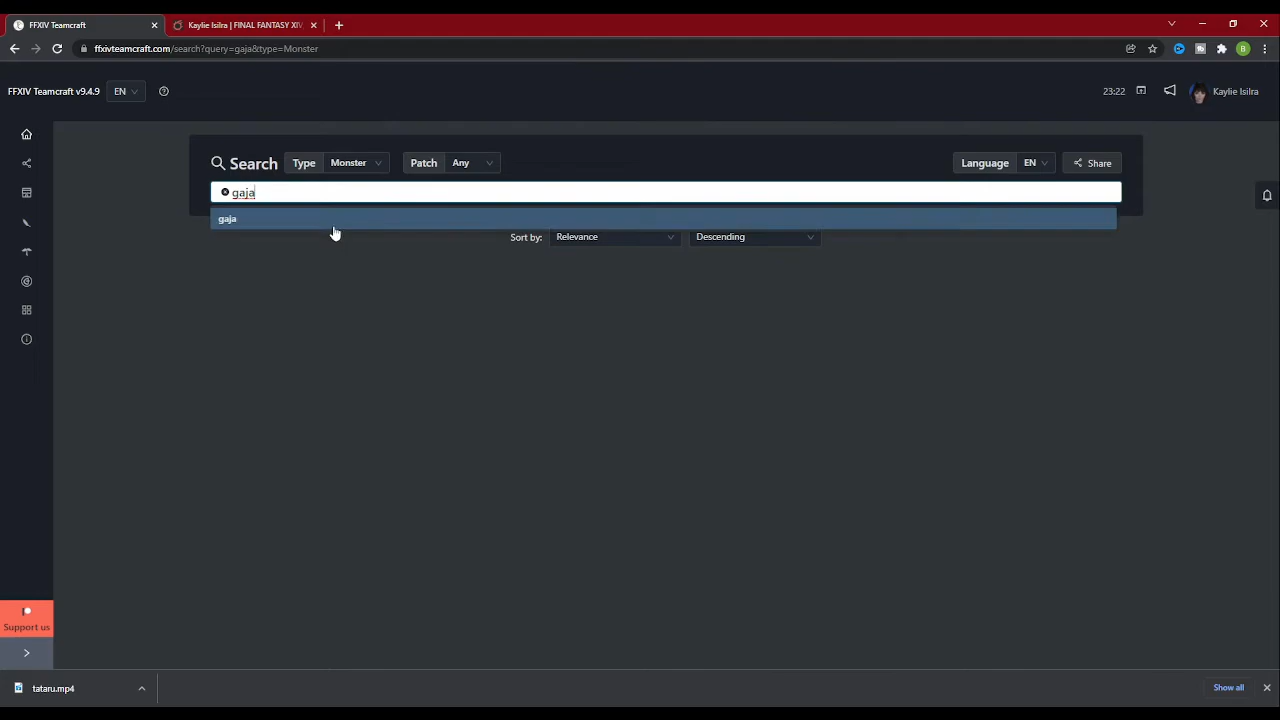 FFXIV Teamcraft
Kaylie Isilra | FINAL FANTASY XIV,
ffxivteamcraft.com/search?query=gaja&type=Monster
B
FFXIV Teamcraft v9.4.9
EN
23:22
Kaylie Isilra
Search
Type
Monster
Patch
Any
Language
EN
Share
gaja
gaja
Sort by:
Relevance
Descending
Support us
tataru.mp4
Show all